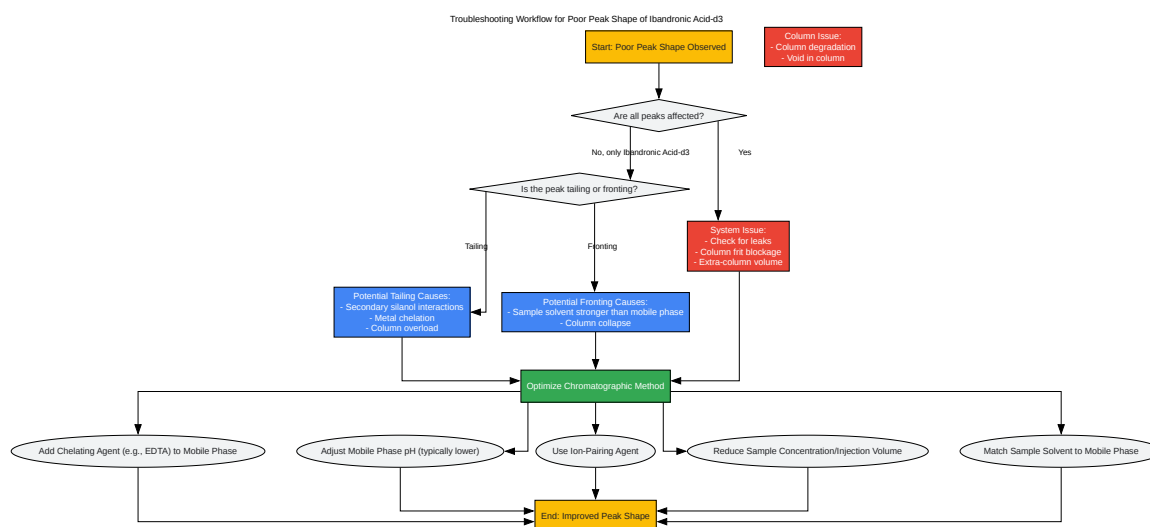 Troubleshooting Workflow for Poor Peak Shape of Ibandronic Acid-d3
Start: Poor Peak Shape Observed
Column Issue:
- Column degradation
- Void in column
Are all peaks affected?
No, only Ibandronic Acid-d3
Yes
Is the peak tailing or fronting?
System Issue:
- Check for leaks
- Column frit blockage
- Extra-column volume
Tailing
Fronting
Potential Tailing Causes:
- Secondary silanol interactions
- Metal chelation
- Column overload
Potential Fronting Causes:
- Sample solvent stronger than mobile phase
- Column collapse
Optimize Chromatographic Method
Add Chelating Agent (e.g., EDTA) to Mobile Phase
Adjust Mobile Phase pH (typically lower)
Use Ion-Pairing Agent
Reduce Sample Concentration/Injection Volume
Match Sample Solvent to Mobile Phase
End: Improved Peak Shape